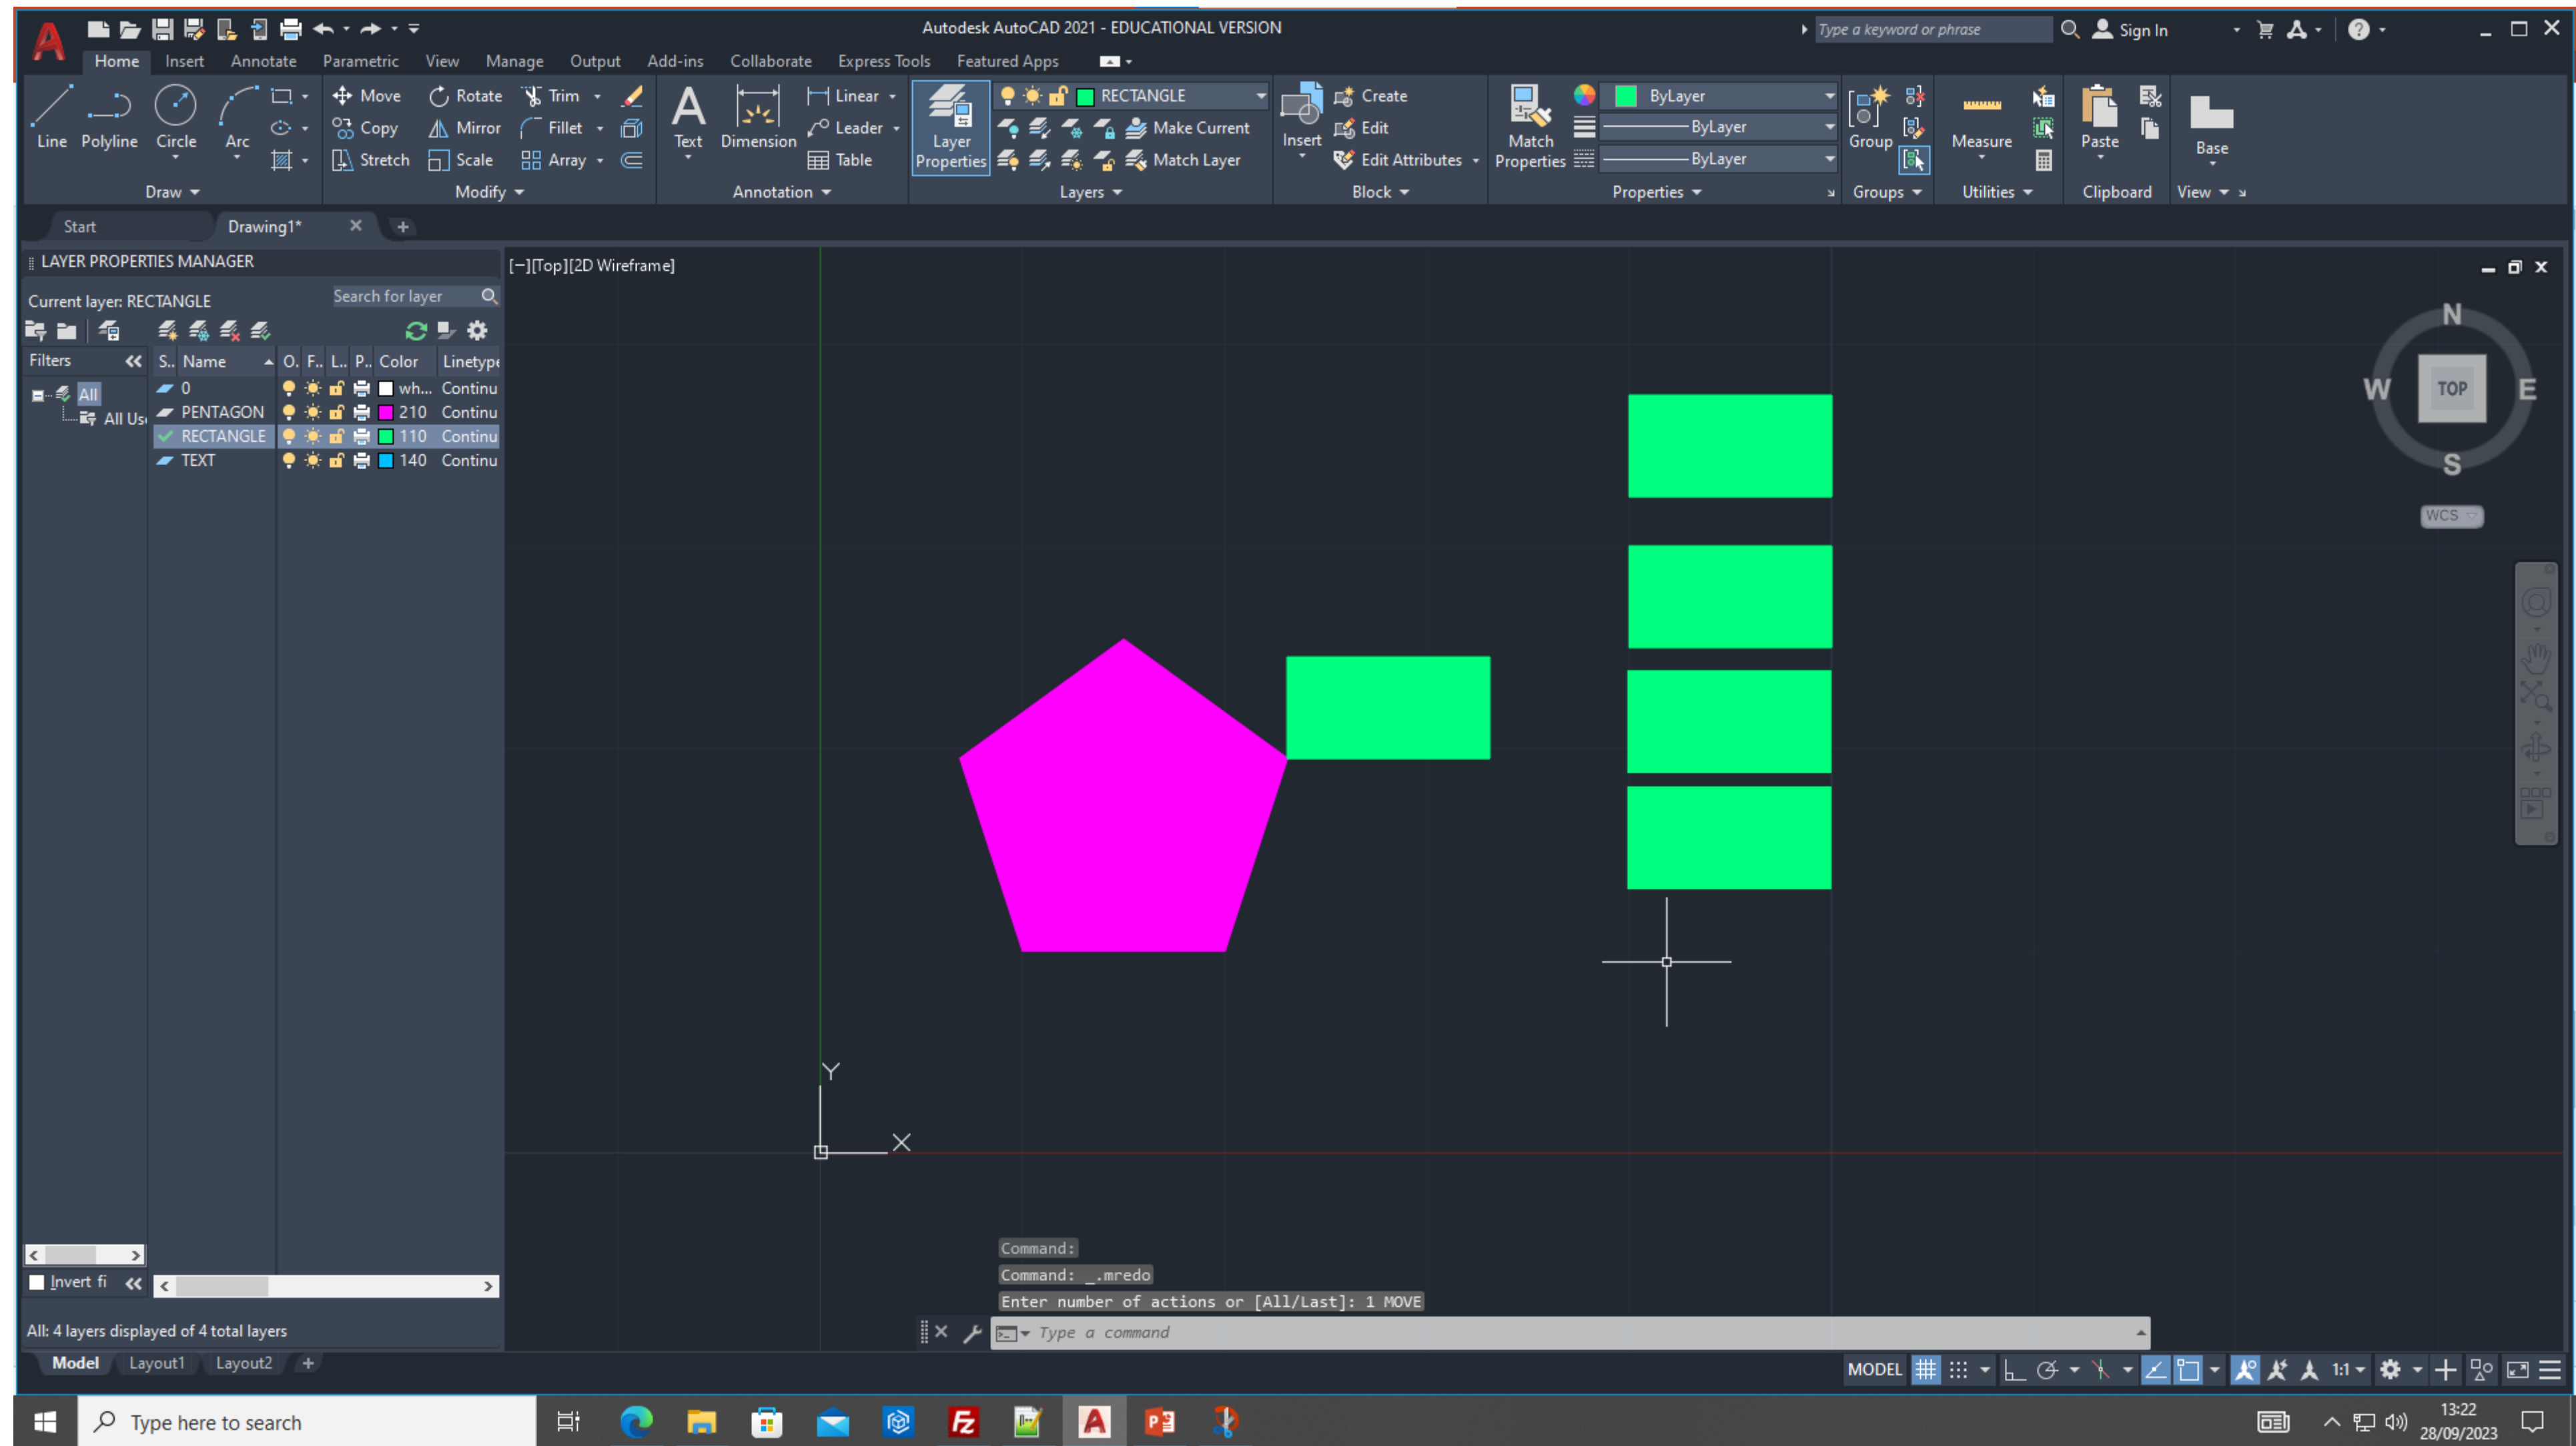 Autodesk AutoCAD 2021 - EDUCATIONAL VERSION
Type a keyword or phrase
Sign In
Home Insert Annotate Parametric View Manage Output Add-ins Collaborate Express Tools Featured Apps
Line Polyline Circle Arc
Move Rotate Trim
Copy Mirror Fillet
Stretch Scale Array
Text Dimension
Linear
Leader
Table
Layer Properties
RECTANGLE
Make Current
Match Layer
Insert
Create
Edit
Edit Attributes
Match Properties
ByLayer
ByLayer
ByLayer
Group
Measure
Paste
Base
Draw Modify Annotation Layers Block Properties Groups Utilities Clipboard View
Start Drawing1*
LAYER PROPERTIES MANAGER
Current layer: RECTANGLE
Search for layer
Filters
S.. Name O. F.. L.. P.. Color Linetype
All
All Us
0 wh... Continu
PENTAGON 210 Continu
RECTANGLE 110 Continu
TEXT 140 Continu
Invert fi
All: 4 layers displayed of 4 total layers
[−][Top][2D Wireframe]
N
W TOP E
S
WCS
Y
X
Command:
Command: _.mredo
Enter number of actions or [All/Last]: 1 MOVE
Type a command
Model Layout1 Layout2 +
MODEL 1:1
Type here to search
13:22
28/09/2023